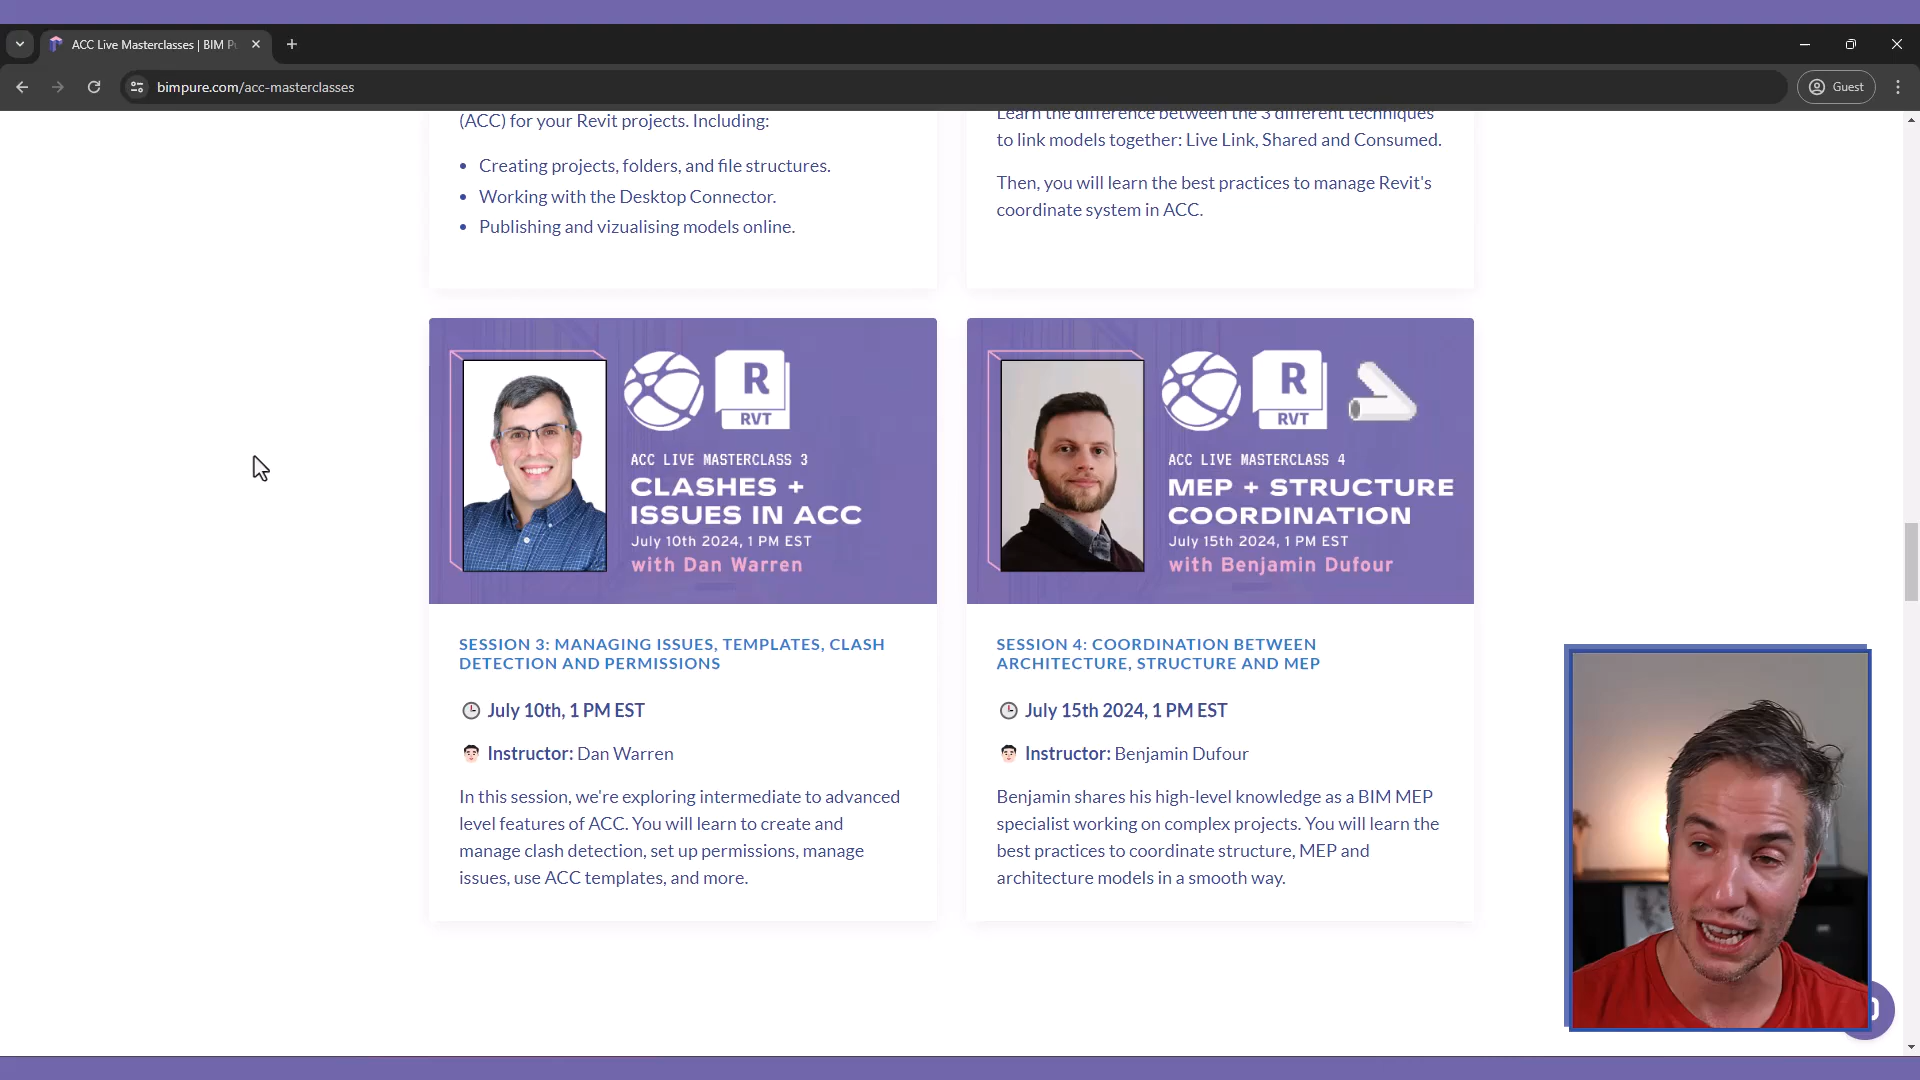 ACC Live Masterclasses | BIM Pu
bimpure.com/acc-masterclasses
Guest
(ACC) for your Revit projects. Including:
• Creating projects, folders, and file structures.
• Working with the Desktop Connector.
• Publishing and vizualising models online.
Learn the difference between the 3 different techniques
to link models together: Live Link, Shared and Consumed.
Then, you will learn the best practices to manage Revit's
coordinate system in ACC.
R
RVT
ACC LIVE MASTERCLASS 3
CLASHES +
ISSUES IN ACC
July 10th 2024, 1 PM EST
with Dan Warren
R
RVT
ACC LIVE MASTERCLASS 4
MEP + STRUCTURE
COORDINATION
July 15th 2024, 1 PM EST
with Benjamin Dufour
SESSION 3: MANAGING ISSUES, TEMPLATES, CLASH
DETECTION AND PERMISSIONS
July 10th, 1 PM EST
Instructor: Dan Warren
In this session, we're exploring intermediate to advanced
level features of ACC. You will learn to create and
manage clash detection, set up permissions, manage
issues, use ACC templates, and more.
SESSION 4: COORDINATION BETWEEN
ARCHITECTURE, STRUCTURE AND MEP
July 15th 2024, 1 PM EST
Instructor: Benjamin Dufour
Benjamin shares his high-level knowledge as a BIM MEP
specialist working on complex projects. You will learn the
best practices to coordinate structure, MEP and
architecture models in a smooth way.